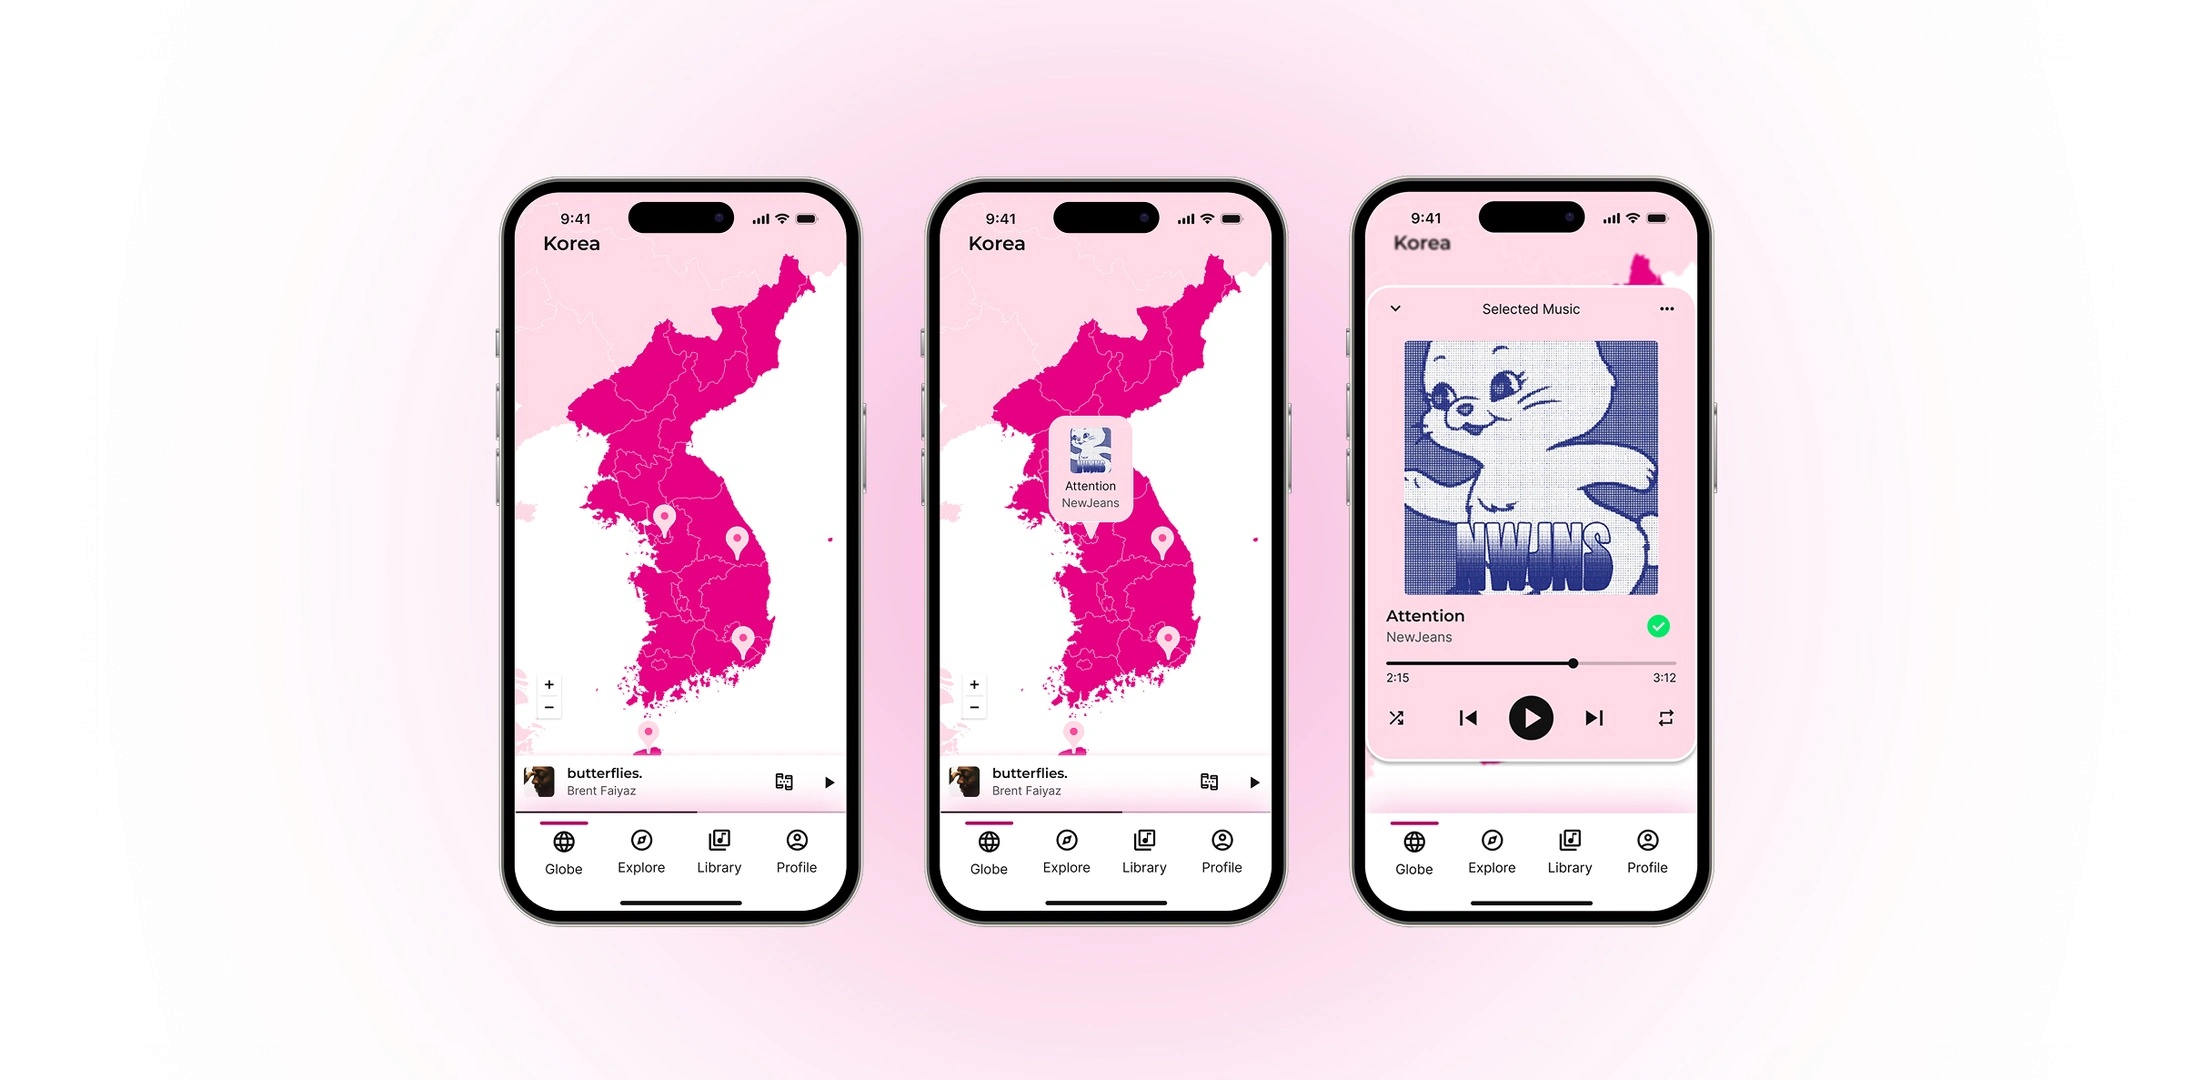 9:41
Korea
+
−
butterflies.
Brent Faiyaz
Globe
Explore
Library
Profile
9:41
Korea
NWJNS
Attention
NewJeans
+
−
butterflies.
Brent Faiyaz
Globe
Explore
Library
Profile
9:41
Korea
Selected Music
NWJNS
Attention
NewJeans
2:15
3:12
Globe
Explore
Library
Profile